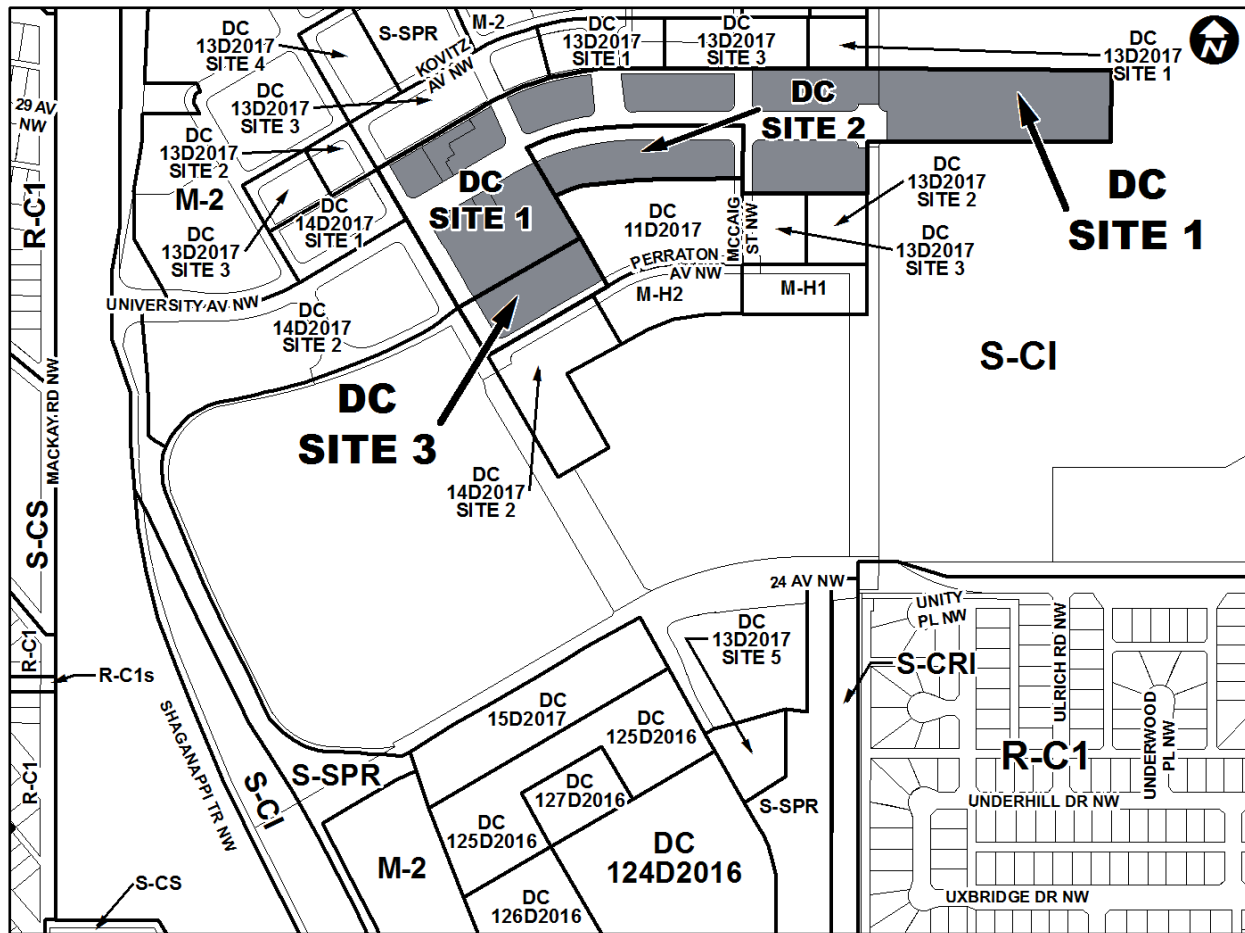 DC
13D2017
SITE 4
S-SPR
M-2
KOVITZ
AV NW
DC
13D2017
SITE 1
DC
13D2017
SITE 3
DC
13D2017
SITE 1
N
29 AV
NW
DC
13D2017
SITE 3
DC
13D2017
SITE 2
DC
SITE 2
R-C1
M-2
DC
13D2017
SITE 3
DC
14D2017
SITE 1
DC
SITE 1
DC
11D2017
MCCAIG
ST NW
DC
13D2017
SITE 2
DC
13D2017
SITE 3
DC
SITE 1
UNIVERSITY AV NW
PERRATON
AV NW
M-H2
M-H1
DC
14D2017
SITE 2
S-CI
MACKAY RD NW
DC
SITE 3
DC
14D2017
SITE 2
S-CS
24 AV NW
UNITY
PL NW
ULRICH RD NW
DC
13D2017
SITE 5
S-CRI
R-C1
R-C1s
SHAGANAPPI TR NW
DC
15D2017
DC
125D2016
UNDERWOOD
PL NW
R-C1
R-C1
S-CI
S-SPR
DC
127D2016
S-SPR
UNDERHILL DR NW
DC
125D2016
M-2
DC
124D2016
S-CS
DC
126D2016
UXBRIDGE DR NW